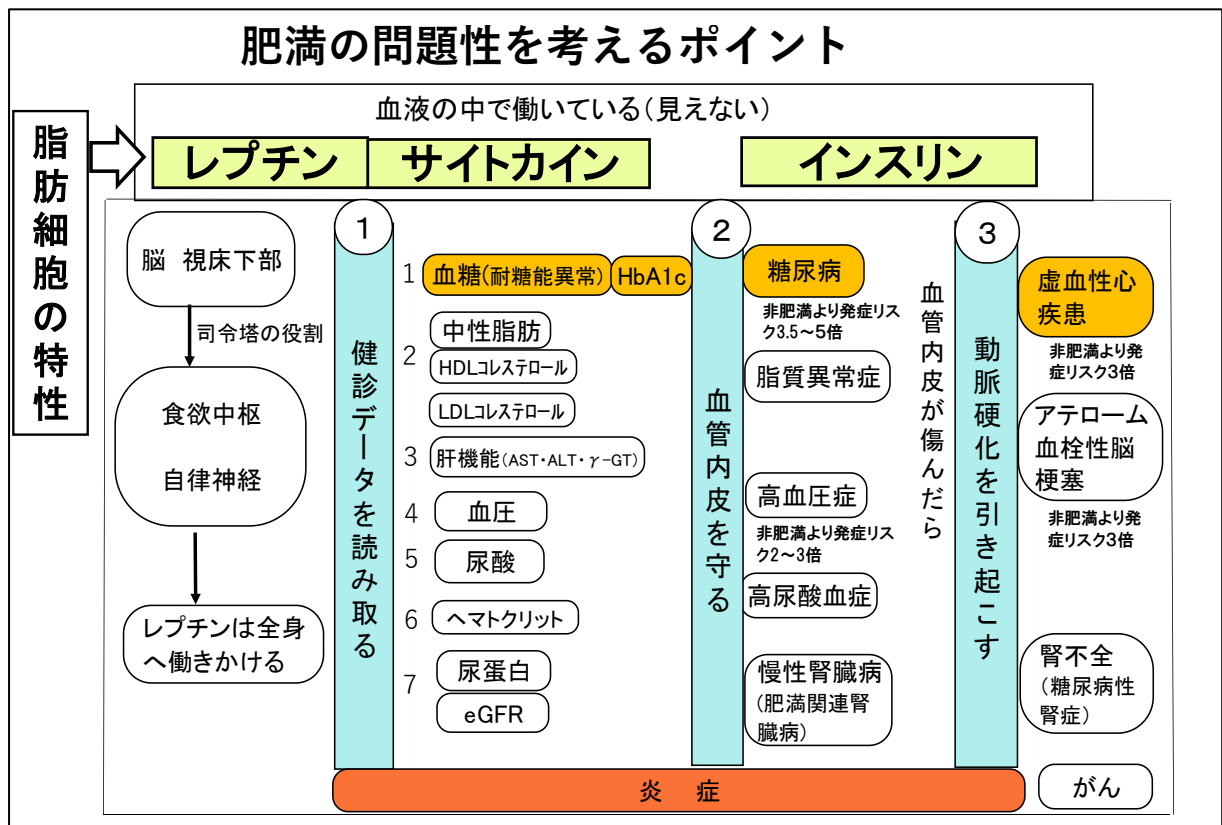 肥満の問題性を考えるポイント
脂肪細胞の特性
血液の中で働いている(見えない)
レプチン
サイトカイン
インスリン
脳 視床下部
司令塔の役割
食欲中枢
自律神経
レプチンは全身
へ働きかける
1
健診データを読み取る
1 血糖(耐糖能異常) HbA1c
2 中性脂肪
HDLコレステロール
LDLコレステロール
3 肝機能(AST・ALT・γ-GT)
4 血圧
5 尿酸
6 ヘマトクリット
7 尿蛋白
eGFR
2
血管内皮を守る
糖尿病
非肥満より発症リス
ク3.5~5倍
脂質異常症
高血圧症
非肥満より発症リス
ク2~3倍
高尿酸血症
慢性腎臓病
(肥満関連腎
臓病)
血管内皮が傷んだら
3
動脈硬化を引き起こす
虚血性心
疾患
非肥満より発
症リスク3倍
アテローム
血栓性脳
梗塞
非肥満より発
症リスク3倍
腎不全
(糖尿病性
腎症)
炎 症
がん